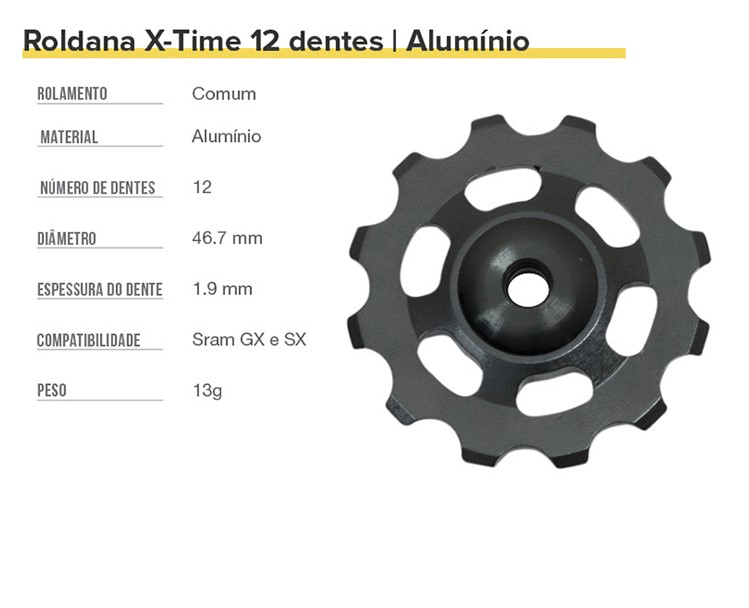 Roldana X-Time 12 dentes | Alumínio
ROLAMENTO Comum
MATERIAL Alumínio
NÚMERO DE DENTES 12
DIÂMETRO 46.7 mm
ESPESSURA DO DENTE 1.9 mm
COMPATIBILIDADE Sram GX e SX
PESO 13g